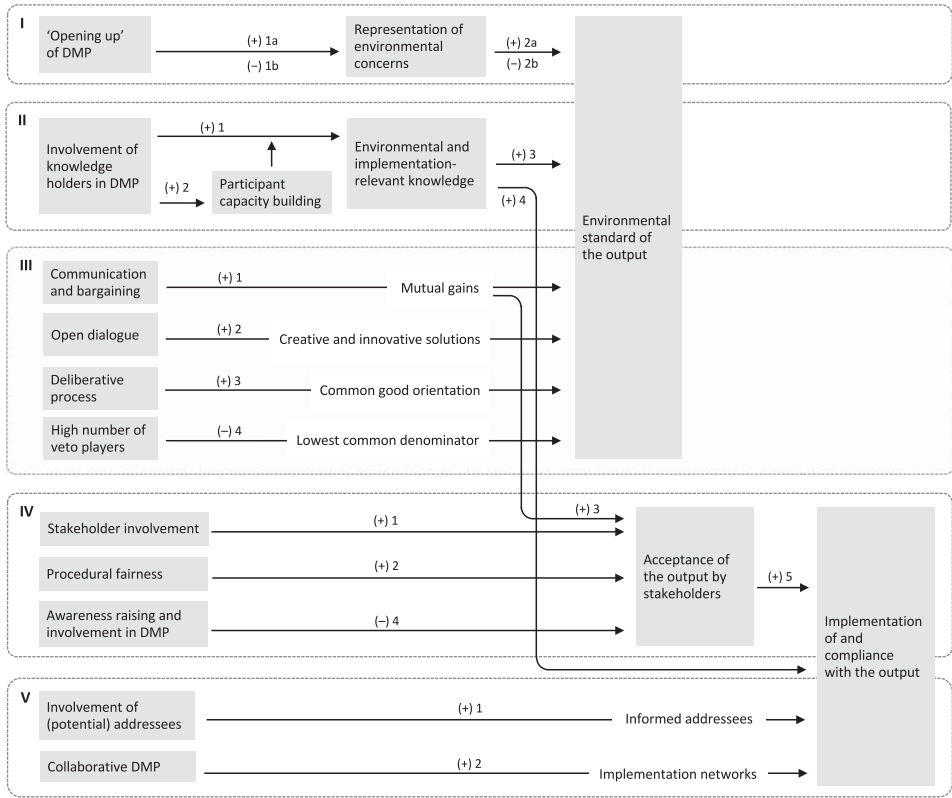 I
‘Opening up’
of DMP
(+) 1a
(−) 1b
Representation of
environmental
concerns
(+) 2a
(−) 2b
II
Involvement of
knowledge
holders in DMP
(+) 1
(+) 2
Participant
capacity building
Environmental and
implementation-
relevant knowledge
(+) 3
(+) 4
Environmental
standard of
the output
III
Communication
and bargaining
(+) 1
Mutual gains
Open dialogue
(+) 2
Creative and innovative solutions
Deliberative
process
(+) 3
Common good orientation
High number of
veto players
(−) 4
Lowest common denominator
IV
Stakeholder involvement
(+) 1
(+) 3
Procedural fairness
(+) 2
Awareness raising and
involvement in DMP
(−) 4
Acceptance of
the output by
stakeholders
(+) 5
Implementation
of and
compliance
with the output
V
Involvement of
(potential) addressees
(+) 1
Informed addressees
Collaborative DMP
(+) 2
Implementation networks